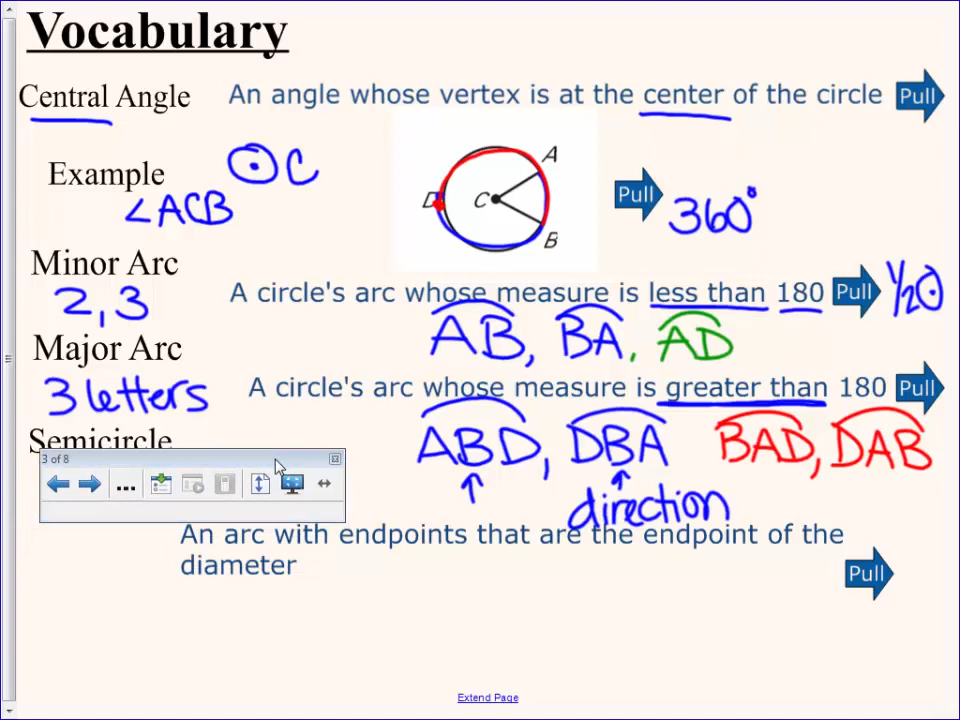 Vocabulary
Central Angle An angle whose vertex is at the center of the circle Pull
Example ⊙C A Pull
∠ACB D C 360°
B
Minor Arc
2,3 A circle's arc whose measure is less than 180 Pull 1/2⊙
AB, BA, AD
Major Arc
3 letters A circle's arc whose measure is greater than 180 Pull
Semicircle ABD, DBA BAD, DAB
3 of 8
direction
An arc with endpoints that are the endpoint of the
diameter
Pull
Extend Page